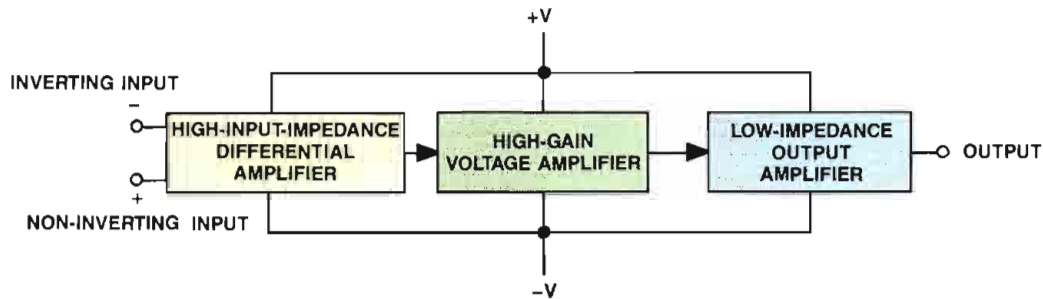 +V
INVERTING INPUT
−
HIGH-INPUT-IMPEDANCE
DIFFERENTIAL
AMPLIFIER
HIGH-GAIN
VOLTAGE AMPLIFIER
LOW-IMPEDANCE
OUTPUT
AMPLIFIER
OUTPUT
+
NON-INVERTING INPUT
−V